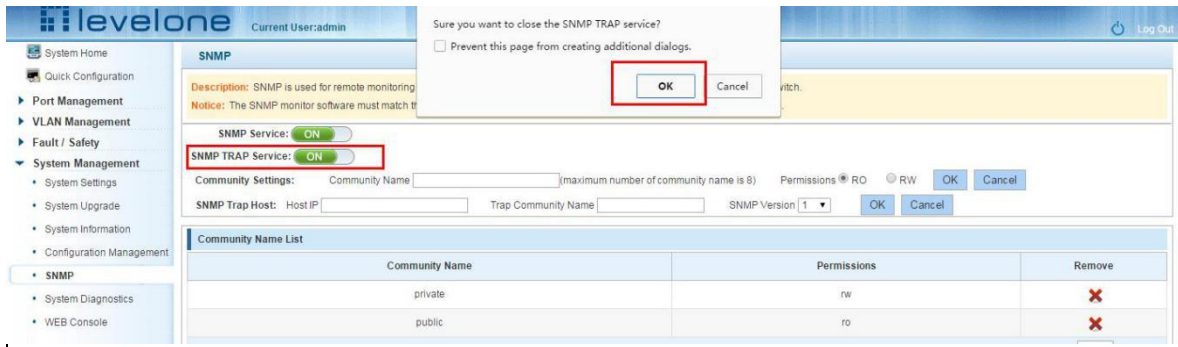 levelone
Current User:admin
Log Out
Sure you want to close the SNMP TRAP service?
Prevent this page from creating additional dialogs.
OK Cancel
System Home
Quick Configuration
Port Management
VLAN Management
Fault / Safety
System Management
System Settings
System Upgrade
System Information
Configuration Management
SNMP
System Diagnostics
WEB Console
SNMP
Description: SNMP is used for remote monitoring
Notice: The SNMP monitor software must match
SNMP Service: ON
SNMP TRAP Service: ON
Community Settings: Community Name (maximum number of community name is 8) Permissions RO RW OK Cancel
SNMP Trap Host: Host IP Trap Community Name SNMP Version 1 OK Cancel
Community Name List
Community Name Permissions Remove
private rw
public ro